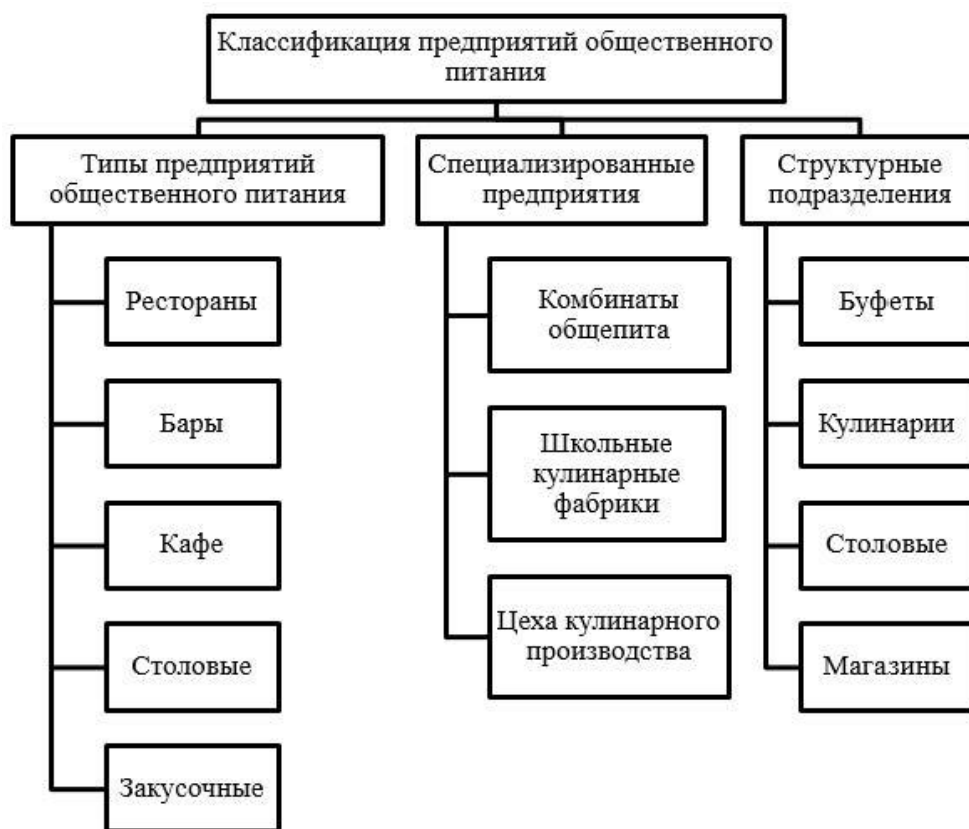 Классификация предприятий общественного
питания
Типы предприятий
общественного питания
Рестораны
Бары
Кафе
Столовые
Закусочные
Специализированные
предприятия
Комбинаты
общепита
Школьные
кулинарные
фабрики
Цеха кулинарного
производства
Структурные
подразделения
Буфеты
Кулинарии
Столовые
Магазины